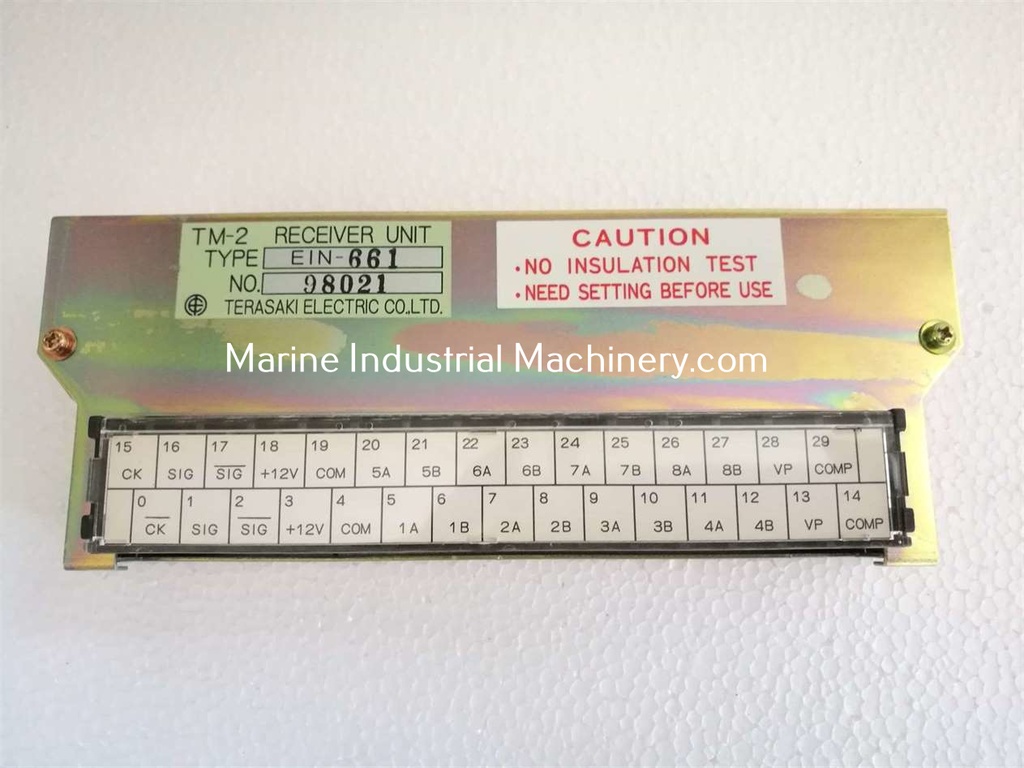 TM-2 RECEIVER UNIT
TYPE EIN-661
NO. 98021
TERASAKI ELECTRIC CO.,LTD.
CAUTION
・NO INSULATION TEST
・NEED SETTING BEFORE USE
Marine Industrial Machinery.com
15 16 17 18 19 20 21 22 23 24 25 26 27 28 29
CK SIG S̅I̅G̅ +12V COM 5A 5B 6A 6B 7A 7B 8A 8B VP COMP
0 1 2 3 4 5 6 7 8 9 10 11 12 13 14
C̅K̅ SIG S̅I̅G̅ +12V COM 1A 1B 2A 2B 3A 3B 4A 4B VP COMP